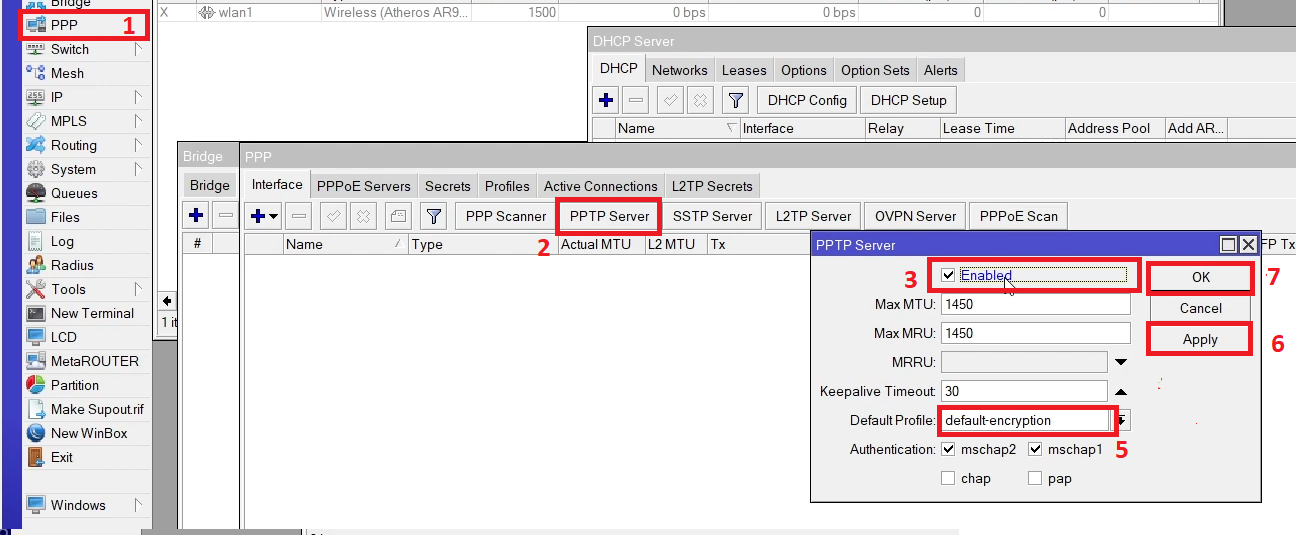 Bridge
PPP
1
Switch
Mesh
IP
MPLS
Routing
System
Queues
Files
Log
Radius
Tools
New Terminal
LCD
MetaROUTER
Partition
Make Supout.rif
New WinBox
Exit
Windows
X wlan1 Wireless (Atheros AR9... 1500 0 bps 0 bps 0 0
DHCP Server
DHCP Networks Leases Options Option Sets Alerts
DHCP Config DHCP Setup
Name Interface Relay Lease Time Address Pool Add AR...
Bridge
Bridge
#
1 it
PPP
Interface PPPoE Servers Secrets Profiles Active Connections L2TP Secrets
PPP Scanner PPTP Server SSTP Server L2TP Server OVPN Server PPPoE Scan
2
Name Type Actual MTU L2 MTU Tx
FP Tx
PPTP Server
3 Enabled OK 7
Max MTU: 1450 Cancel
Max MRU: 1450 Apply 6
MRRU:
Keepalive Timeout: 30
Default Profile: default-encryption
Authentication: mschap2 mschap1 5
chap pap